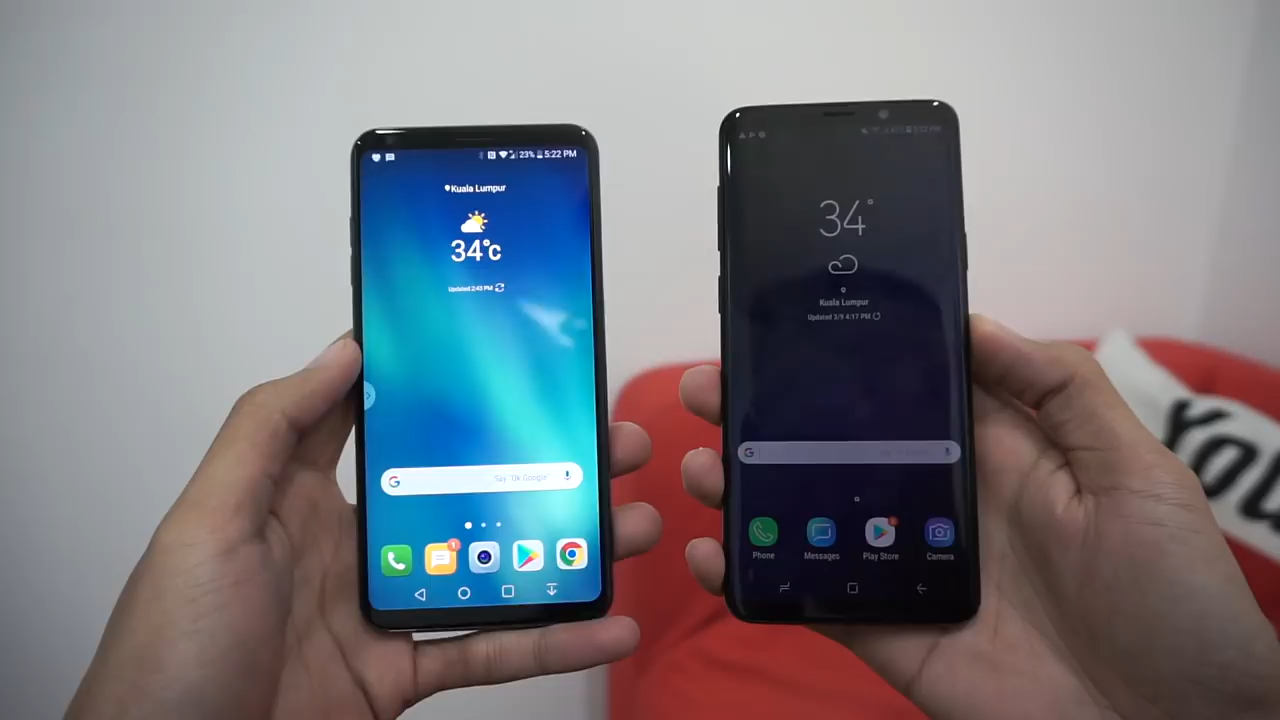 23% 5:22 PM
Kuala Lumpur
34°C
Updated 2:43 PM
G Say "Ok Google"
1
34°
Kuala Lumpur
Updated 3/9 4:17 PM
G
Phone Messages Play Store Camera
You